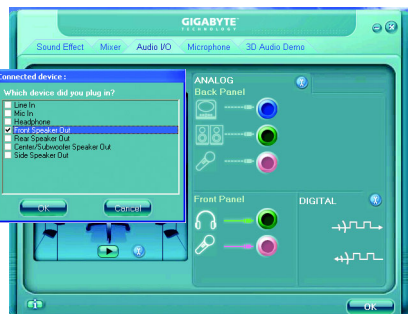 GIGABYTE
TECHNOLOGY
Sound Effect
Mixer
Audio I/O
Microphone
3D Audio Demo
Connected device :
Which device did you plug in?
Line In
Mic In
Headphone
Front Speaker Out
Rear Speaker Out
Center/Subwoofer Speaker Out
Side Speaker Out
OK
Cancel
ANALOG
Back Panel
Front Panel
DIGITAL
OK